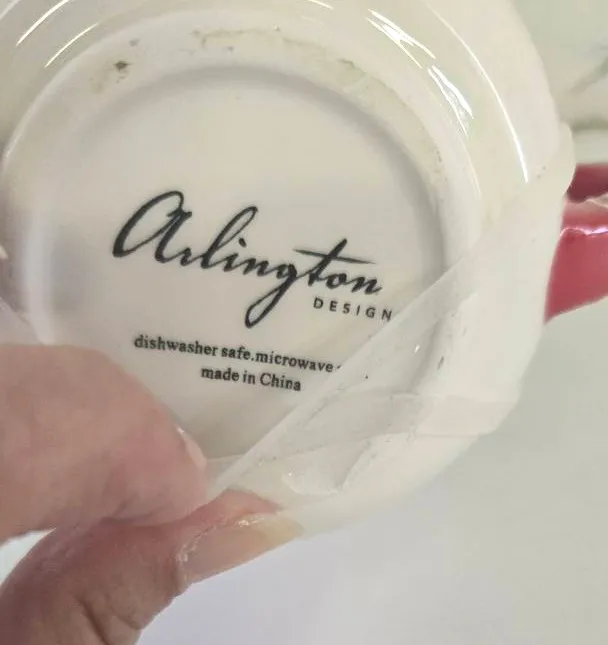 Arlington
DESIGN
dishwasher safe.microwave
made in China